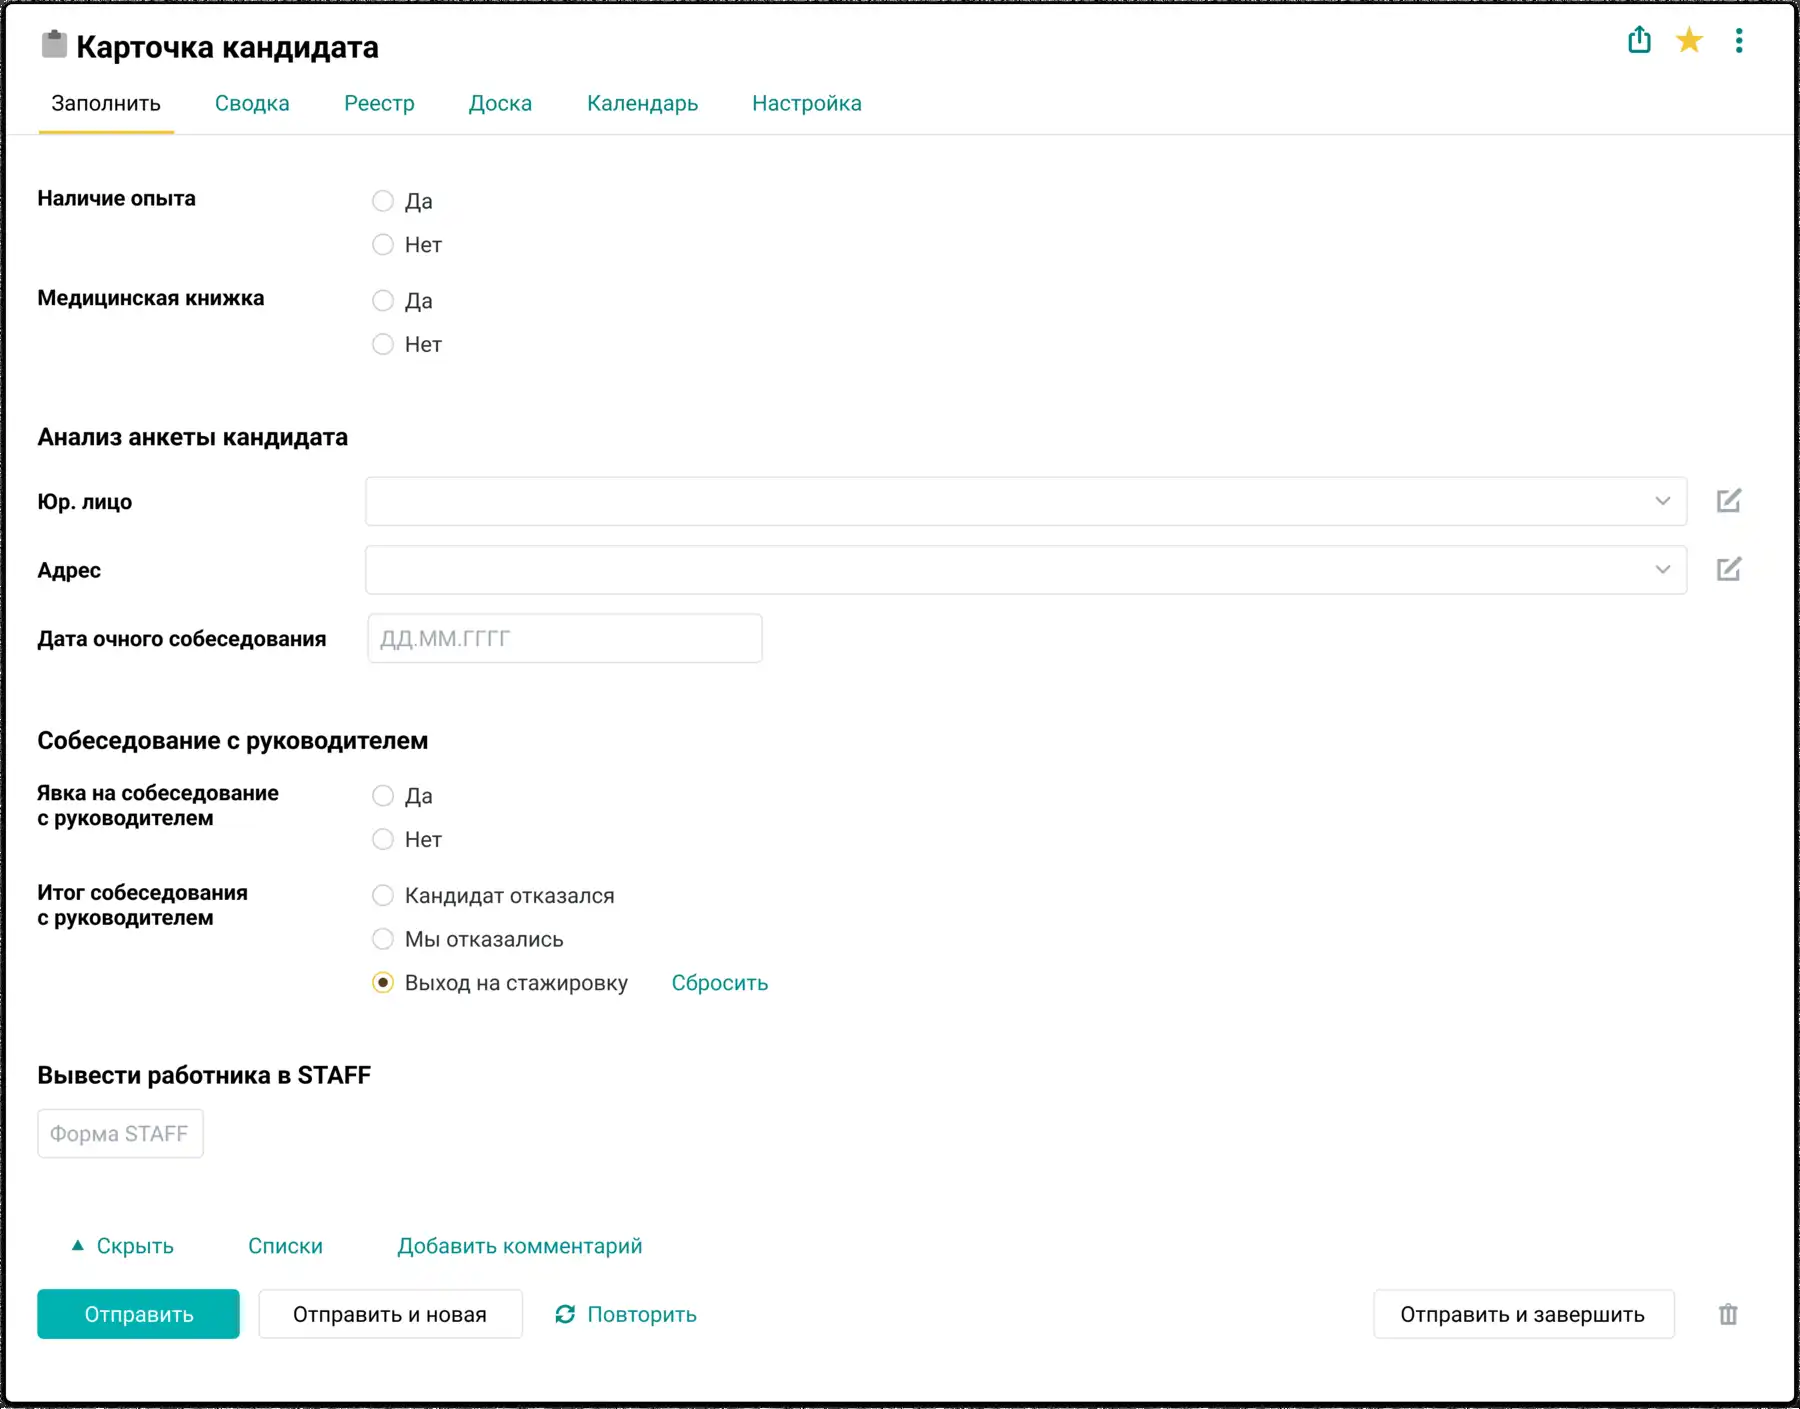 Карточка кандидата
Заполнить Сводка Реестр Доска Календарь Настройка
Наличие опыта
Да
Нет
Медицинская книжка
Да
Нет
Анализ анкеты кандидата
Юр. лицо
Адрес
Дата очного собеседования ДД.ММ.ГГГГ
Собеседование с руководителем
Явка на собеседование
с руководителем
Да
Нет
Итог собеседования
с руководителем
Кандидат отказался
Мы отказались
Выход на стажировку Сбросить
Вывести работника в STAFF
Форма STAFF
Скрыть Списки Добавить комментарий
Отправить Отправить и новая Повторить Отправить и завершить